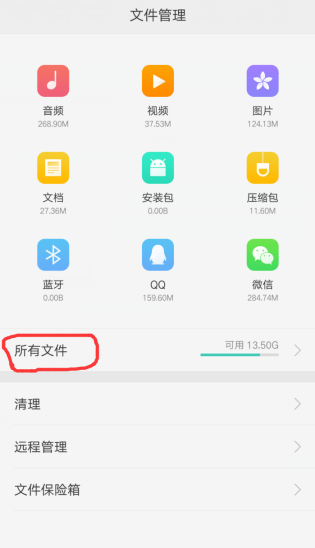 文件管理
音频
视频
图片
268.90M
37.53M
124.13M
文档
安装包
压缩包
27.36M
0.00B
11.60M
蓝牙
QQ
微信
0.00B
159.60M
284.74M
所有文件
可用 13.50G
清理
远程管理
文件保险箱